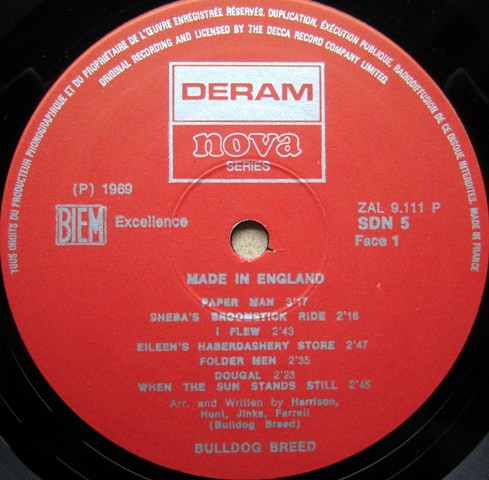 TOUS DROITS DU PRODUCTEUR PHONOGRAPHIQUE ET DU PROPRIÉTAIRE DE L'ŒUVRE ENREGISTRÉE RÉSERVÉS. DUPLICATION, EXÉCUTION PUBLIQUE, RADIODIFFUSION DE CE DISQUE INTERDITES. MADE IN FRANCE
ORIGINAL RECORDING AND LICENSED BY THE DECCA RECORD COMPANY LIMITED.
DERAM
nova
SERIES
(P) 1969
BIEM Excellence
ZAL 9.111 P
SDN 5
Face 1
MADE IN ENGLAND
PAPER MAN 3'17
SHEBA'S BROOMSTICK RIDE 2'16
I FLEW 2'43
EILEEN'S HABERDASHERY STORE 2'47
FOLDER MEN 2'35
DOUGAL 2'23
WHEN THE SUN STANDS STILL 2'45
Arr. and Written by Harrison,
Hunt, Jinks, Farrell
(Bulldog Breed)
BULLDOG BREED